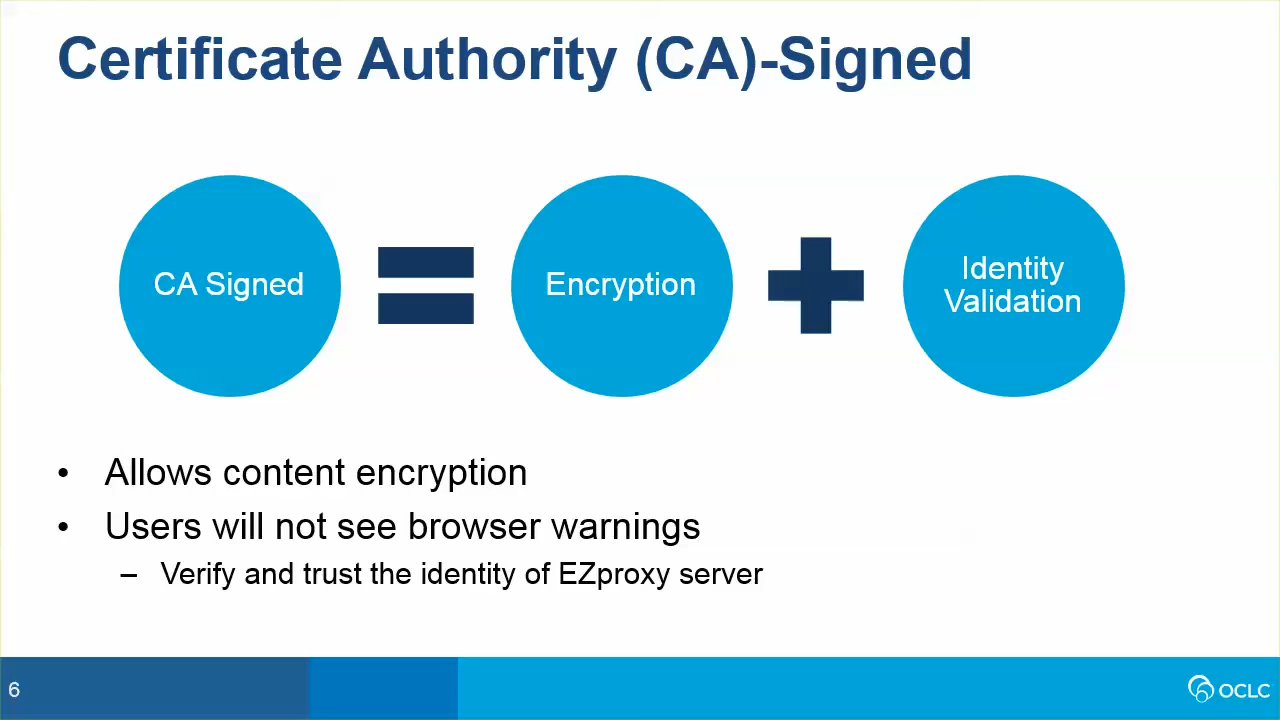 Certificate Authority (CA)-Signed
CA Signed
Encryption
Identity
Validation
• Allows content encryption
• Users will not see browser warnings
– Verify and trust the identity of EZproxy server
6
OCLC